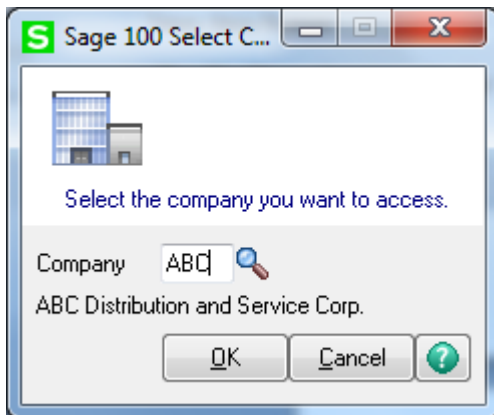 S Sage 100 Select C...
Select the company you want to access.
Company ABC
ABC Distribution and Service Corp.
OK Cancel ?